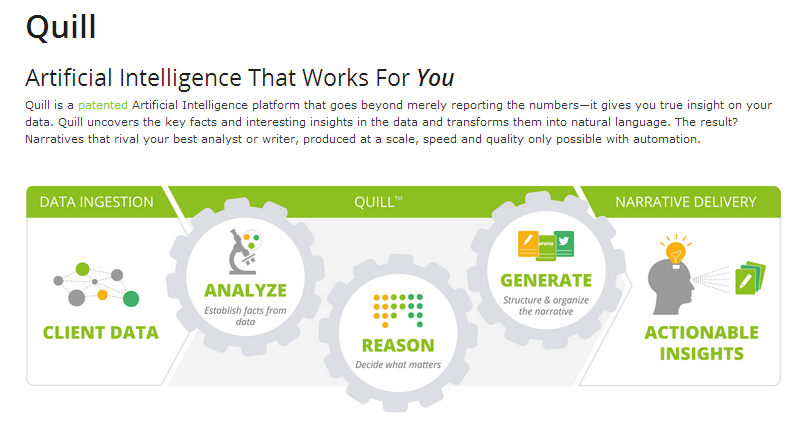 Quill
Artificial Intelligence That Works For You
Quill is a patented Artificial Intelligence platform that goes beyond merely reporting the numbers—it gives you true insight on your
data. Quill uncovers the key facts and interesting insights in the data and transforms them into natural language. The result?
Narratives that rival your best analyst or writer, produced at a scale, speed and quality only possible with automation.
DATA INGESTION
QUILL™
NARRATIVE DELIVERY
CLIENT DATA
ANALYZE
Establish facts from
data
REASON
Decide what matters
www
GENERATE
Structure & organize
the narrative
ACTIONABLE
INSIGHTS